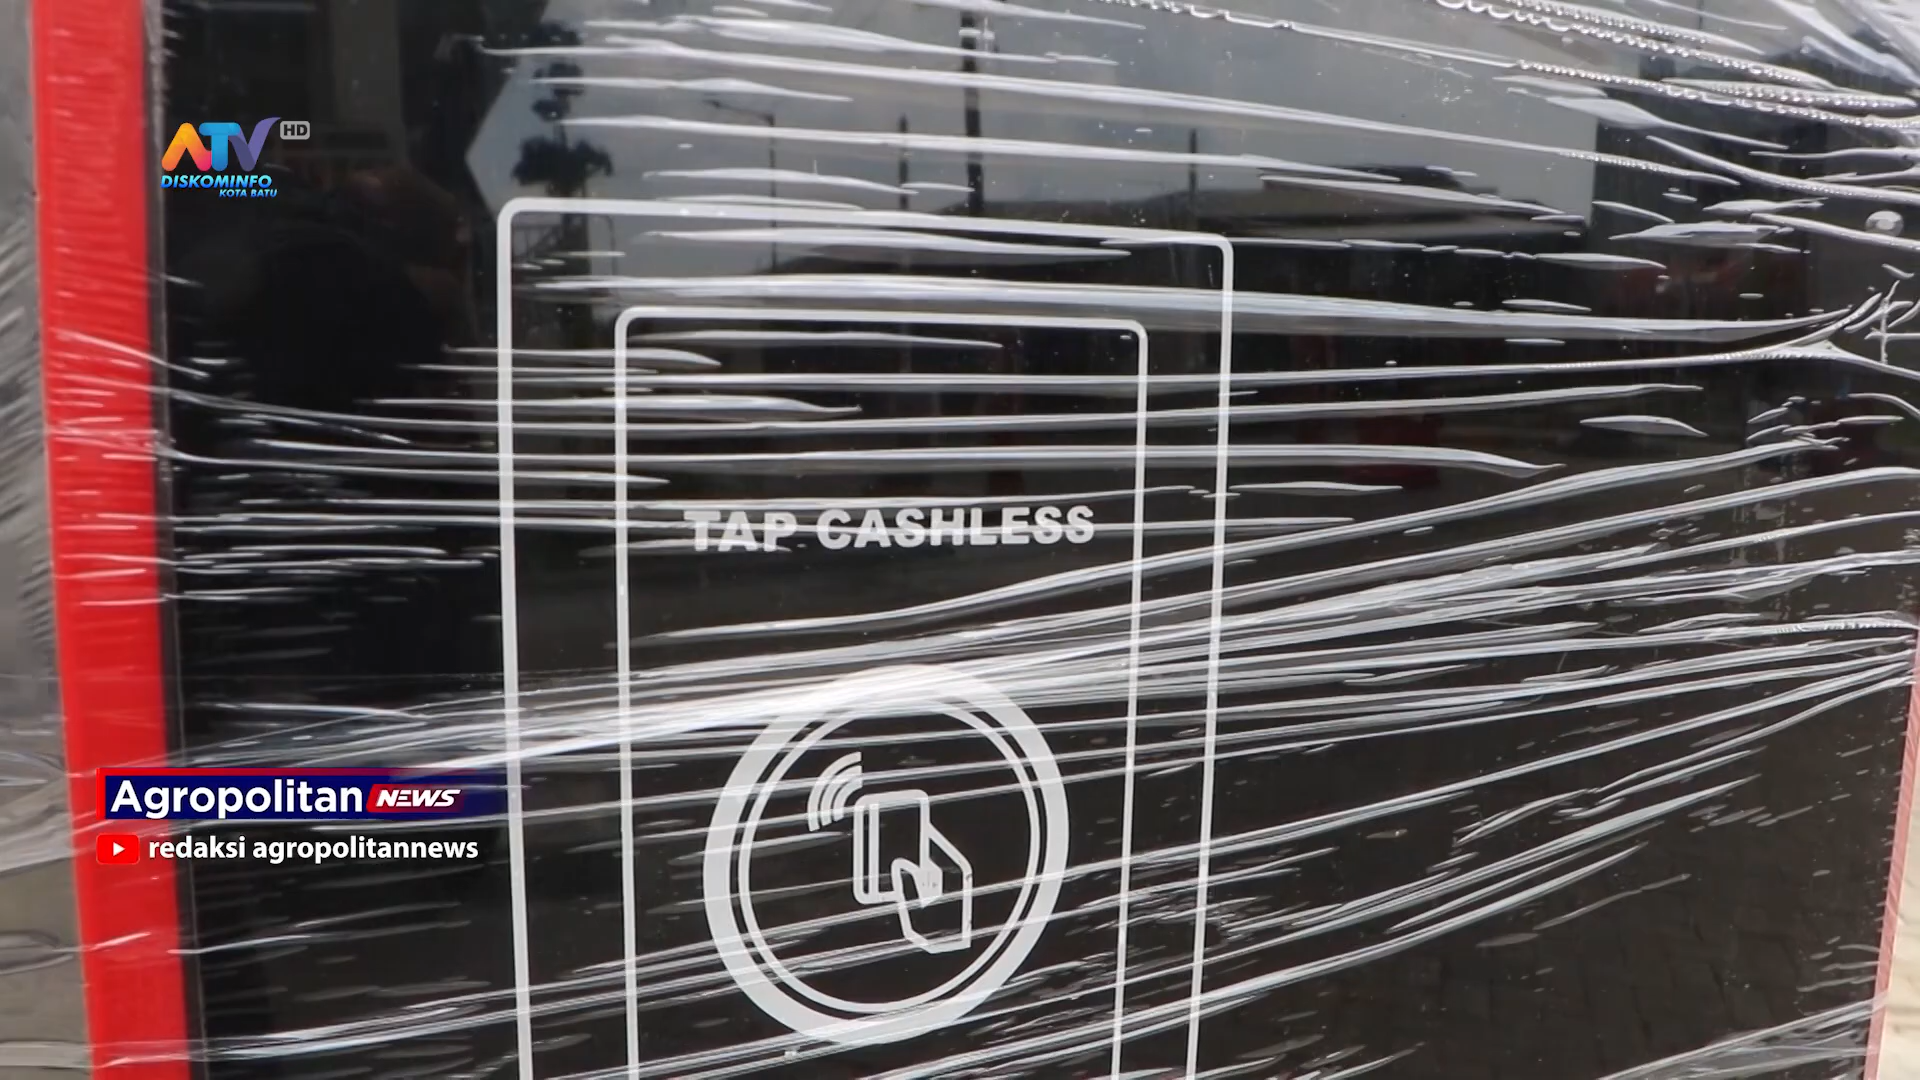 ATV HD
DISKOMINFO
KOTA BATU
TAP CASHLESS
Agropolitan NEWS
redaksi agropolitannews